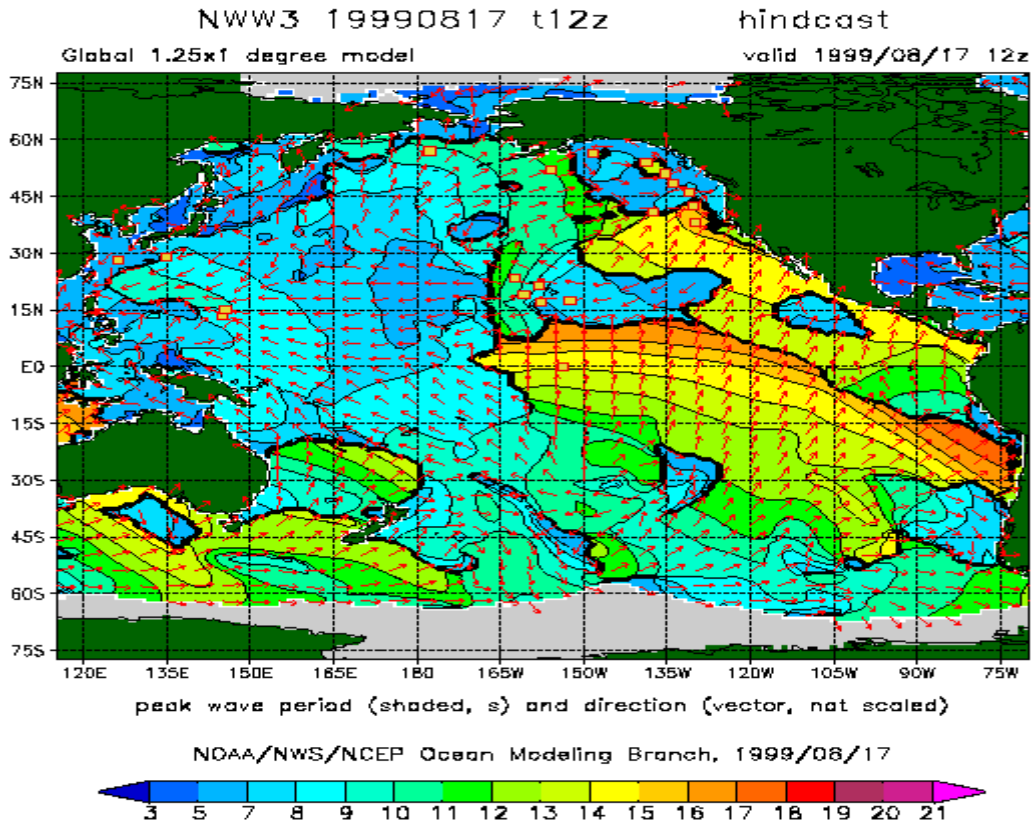 NWW3 19990817 t12z hindcast
Global 1.25x1 degree model valid 1999/08/17 12z
75N
60N
45N
30N
15N
EQ
15S
30S
45S
60S
75S
120E 135E 150E 165E 180 165W 150W 135W 120W 105W 90W 75W
peak wave period (shaded, s) and direction (vector, not scaled)
NOAA/NWS/NCEP Ocean Modeling Branch, 1999/08/17
3 5 7 8 9 10 11 12 13 14 15 16 17 18 19 20 21